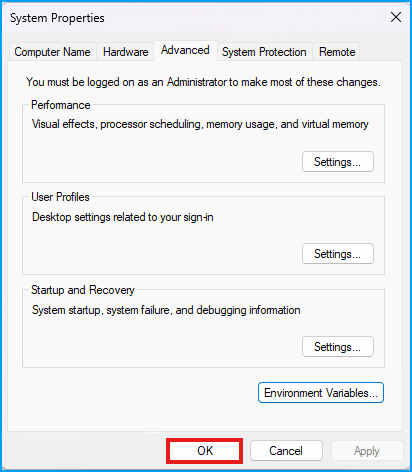 System Properties
Computer Name Hardware Advanced System Protection Remote
You must be logged on as an Administrator to make most of these changes.
Performance
Visual effects, processor scheduling, memory usage, and virtual memory
Settings...
User Profiles
Desktop settings related to your sign-in
Settings...
Startup and Recovery
System startup, system failure, and debugging information
Settings...
Environment Variables...
OK Cancel Apply